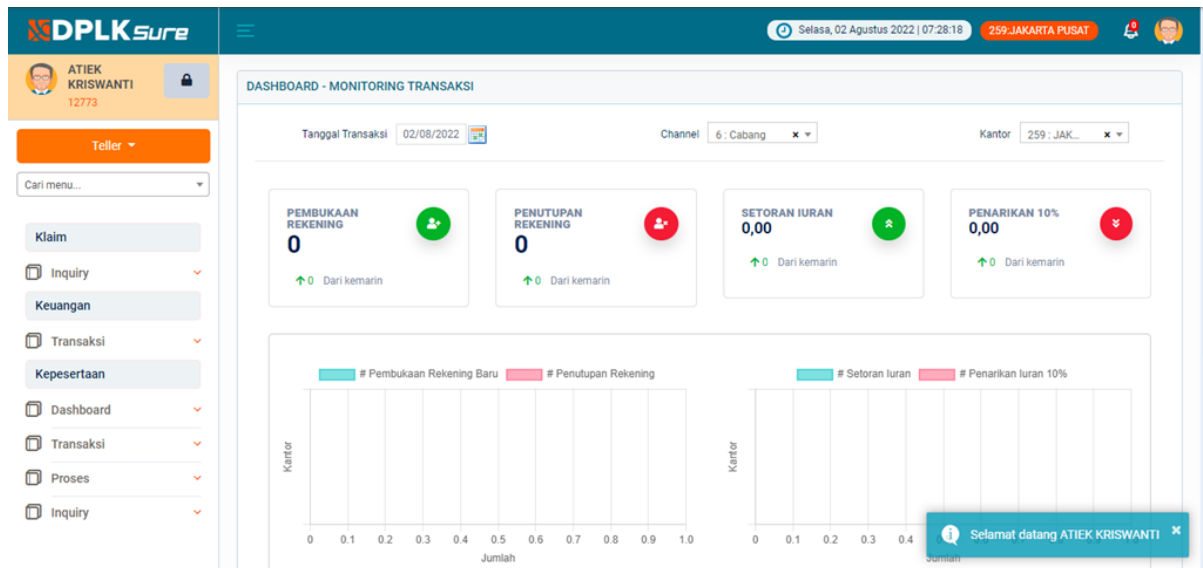 DPLK Sure
Selasa, 02 Agustus 2022 | 07:28:18
259:JAKARTA PUSAT
ATIEK
KRISWANTI
12773
Teller
Cari menu...
Klaim
Inquiry
Keuangan
Transaksi
Kepesertaan
Dashboard
Transaksi
Proses
Inquiry
DASHBOARD - MONITORING TRANSAKSI
Tanggal Transaksi 02/08/2022
Channel 6 : Cabang x
Kantor 259 : JAK... x
PEMBUKAAN
REKENING
0
0 Dari kemarin
PENUTUPAN
REKENING
0
0 Dari kemarin
SETORAN IURAN
0,00
0 Dari kemarin
PENARIKAN 10%
0,00
0 Dari kemarin
# Pembukaan Rekening Baru # Penutupan Rekening
Kantor
0 0.1 0.2 0.3 0.4 0.5 0.6 0.7 0.8 0.9 1.0
Jumlah
# Setoran Iuran # Penarikan Iuran 10%
Kantor
0 0.1 0.2 0.3 0.4
Jumlah
Selamat datang ATIEK KRISWANTI ×